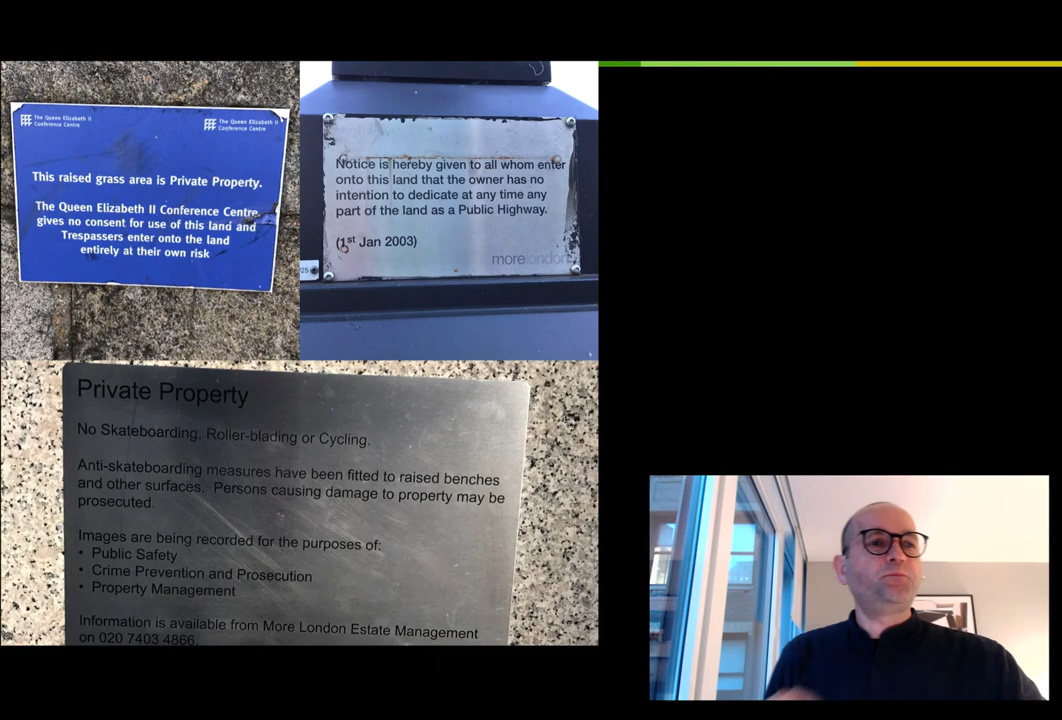 The Queen Elizabeth II
Conference Centre
The Queen Elizabeth II
Conference Centre
This raised grass area is Private Property.
The Queen Elizabeth II Conference Centre
gives no consent for use of this land and
Trespassers enter onto the land
entirely at their own risk
Notice is hereby given to all whom enter
onto this land that the owner has no
intention to dedicate at any time any
part of the land as a Public Highway.
(1st Jan 2003)
morelondon
25
Private Property
No Skateboarding, Roller-blading or Cycling.
Anti-skateboarding measures have been fitted to raised benches
and other surfaces. Persons causing damage to property may be
prosecuted.
Images are being recorded for the purposes of:
• Public Safety
• Crime Prevention and Prosecution
• Property Management
Information is available from More London Estate Management
on 020 7403 4866